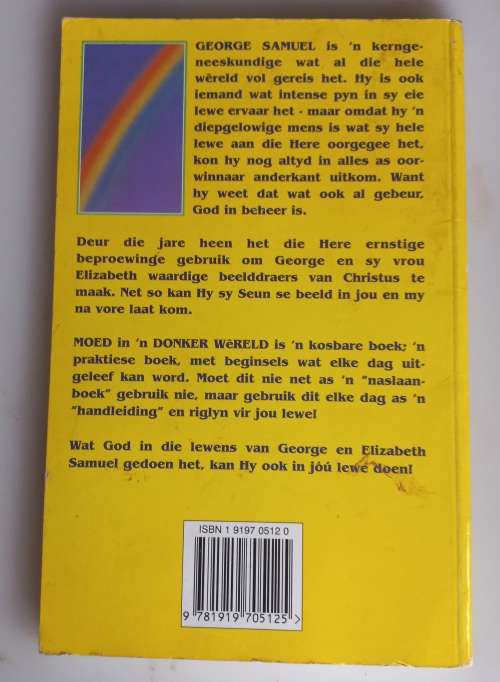 GEORGE SAMUEL is 'n kernge-
neeskundige wat al die hele
wêreld vol gereis het. Hy is ook
iemand wat intense pyn in sy eie
lewe ervaar het - maar omdat hy 'n
diepgelowige mens is wat sy hele
lewe aan die Here oorgegee het,
kon hy nog altyd in alles as oor-
winnaar anderkant uitkom. Want
hy weet dat wat ook al gebeur,
God in beheer is.
Deur die jare heen het die Here ernstige
beproewinge gebruik om George en sy vrou
Elizabeth waardige beelddraers van Christus te
maak. Net so kan Hy sy Seun se beeld in jou en my
na vore laat kom.
MOED in 'n DONKER WêRELD is 'n kosbare boek; 'n
praktiese boek, met beginsels wat elke dag uit-
geleef kan word. Moet dit nie net as 'n "naslaan-
boek" gebruik nie, maar gebruik dit elke dag as 'n
"handleiding" en riglyn vir jou lewe!
Wat God in die lewens van George en Elizabeth
Samuel gedoen het, kan Hy ook in jóú lewe doen!
ISBN 1 9197 0512 0
9 781919 705125 >